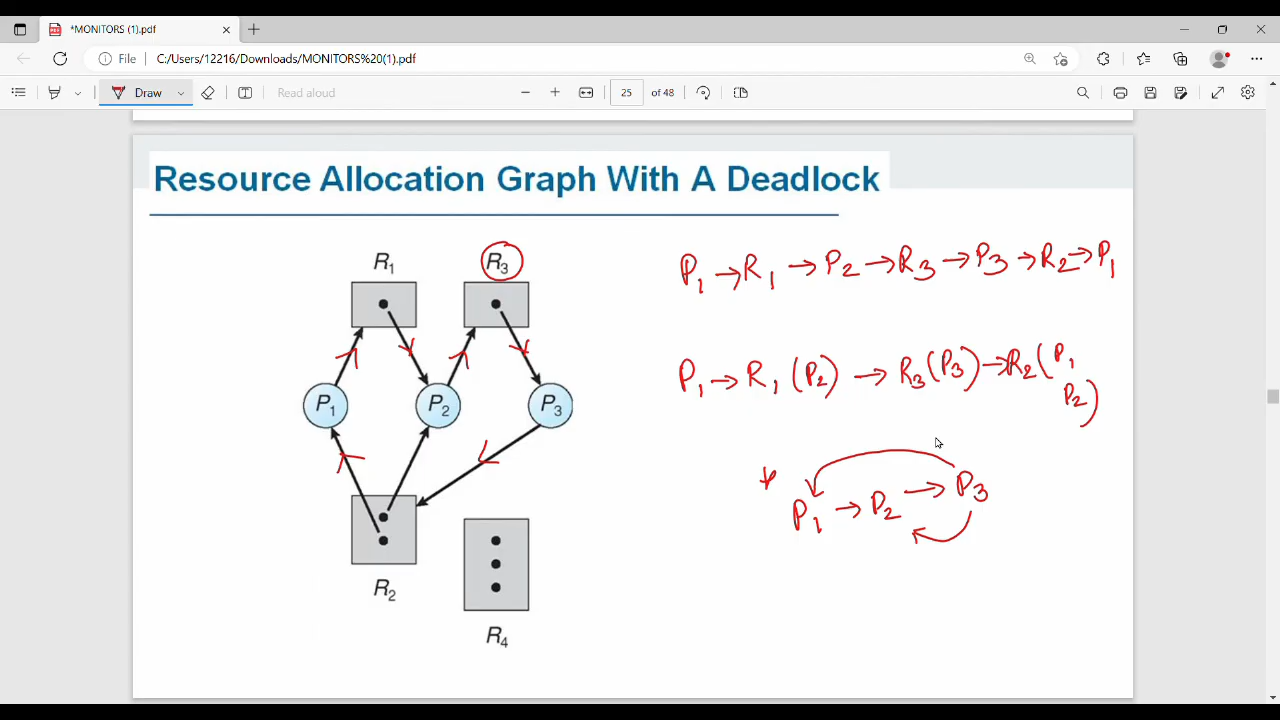 *MONITORS (1).pdf
File C:/Users/12216/Downloads/MONITORS%20(1).pdf
Draw Read aloud 25 of 48
Resource Allocation Graph With A Deadlock
R1 R3
P1 P2 P3
R2
R4
P1 → R1 → P2 → R3 → P3 → R2 → P1
P1 → R1 (P2) → R3 (P3) → R2 (P1
P2)
* P1 → P2 → P3